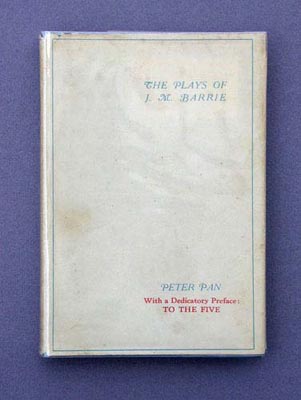 THE PLAYS OF
J. M. BARRIE
PETER PAN
With a Dedicatory Preface:
TO THE FIVE